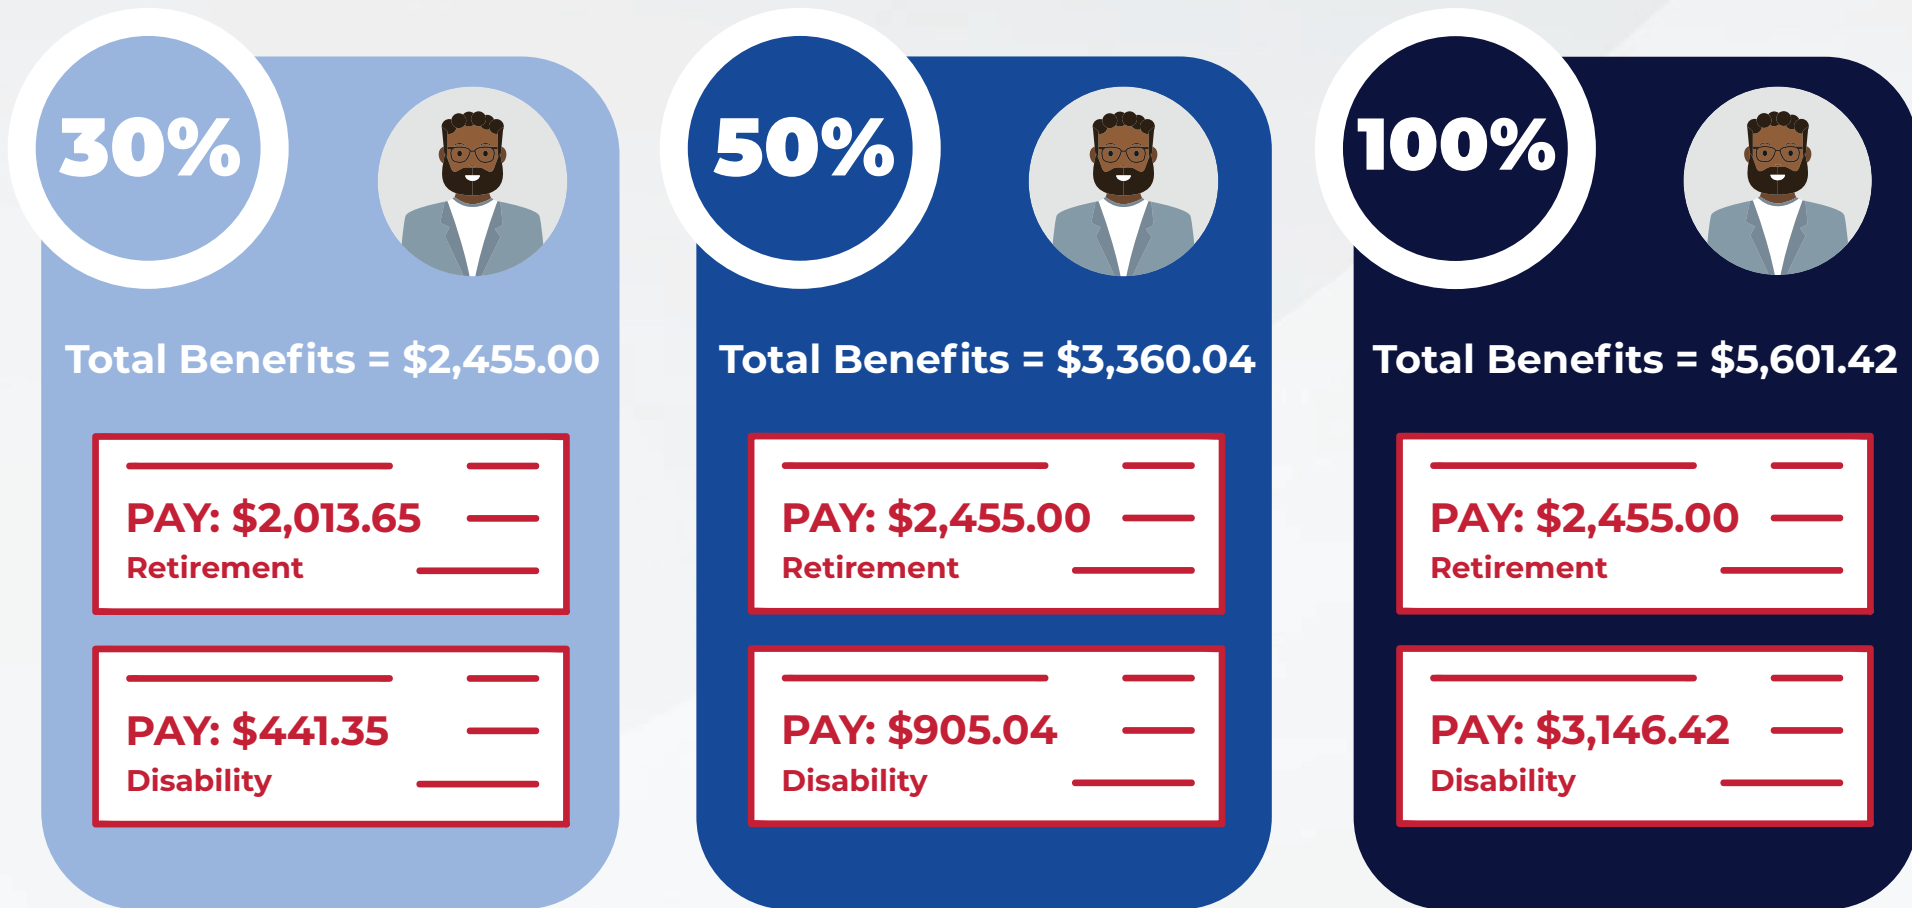 30%
Total Benefits = $2,455.00
PAY: $2,013.65
Retirement
PAY: $441.35
Disability
50%
Total Benefits = $3,360.04
PAY: $2,455.00
Retirement
PAY: $905.04
Disability
100%
Total Benefits = $5,601.42
PAY: $2,455.00
Retirement
PAY: $3,146.42
Disability